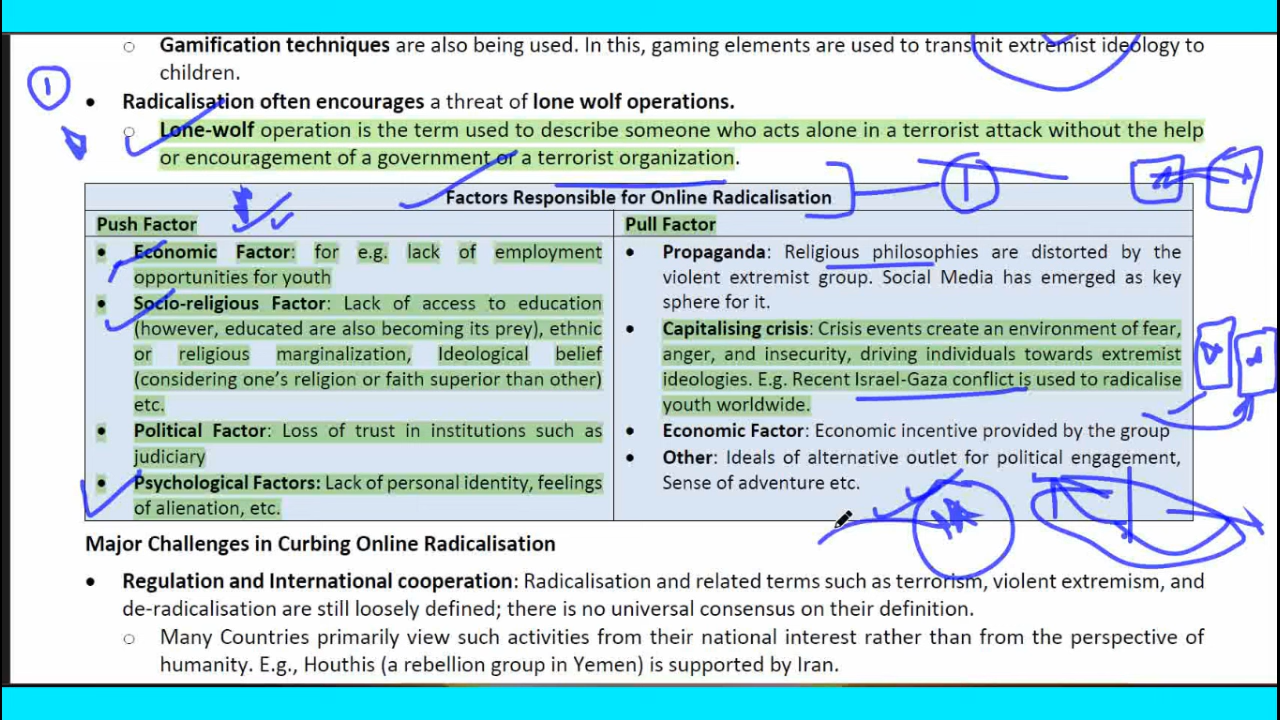 ○ Gamification techniques are also being used. In this, gaming elements are used to transmit extremist ideology to
children.
① 
• Radicalisation often encourages a threat of lone wolf operations.
○ Lone-wolf operation is the term used to describe someone who acts alone in a terrorist attack without the help
or encouragement of a government or a terrorist organization.
Factors Responsible for Online Radicalisation
①
Push Factor
• Economic Factor: for e.g. lack of employment
opportunities for youth
• Socio-religious Factor: Lack of access to education
(however, educated are also becoming its prey), ethnic
or religious marginalization, Ideological belief
(considering one's religion or faith superior than other)
etc.
• Political Factor: Loss of trust in institutions such as
judiciary
• Psychological Factors: Lack of personal identity, feelings
of alienation, etc.
Pull Factor
• Propaganda: Religious philosophies are distorted by the
violent extremist group. Social Media has emerged as key
sphere for it.
• Capitalising crisis: Crisis events create an environment of fear,
anger, and insecurity, driving individuals towards extremist
ideologies. E.g. Recent Israel-Gaza conflict is used to radicalise
youth worldwide.
• Economic Factor: Economic incentive provided by the group
• Other: Ideals of alternative outlet for political engagement,
Sense of adventure etc.
Major Challenges in Curbing Online Radicalisation
• Regulation and International cooperation: Radicalisation and related terms such as terrorism, violent extremism, and
de-radicalisation are still loosely defined; there is no universal consensus on their definition.
○ Many Countries primarily view such activities from their national interest rather than from the perspective of
humanity. E.g., Houthis (a rebellion group in Yemen) is supported by Iran.